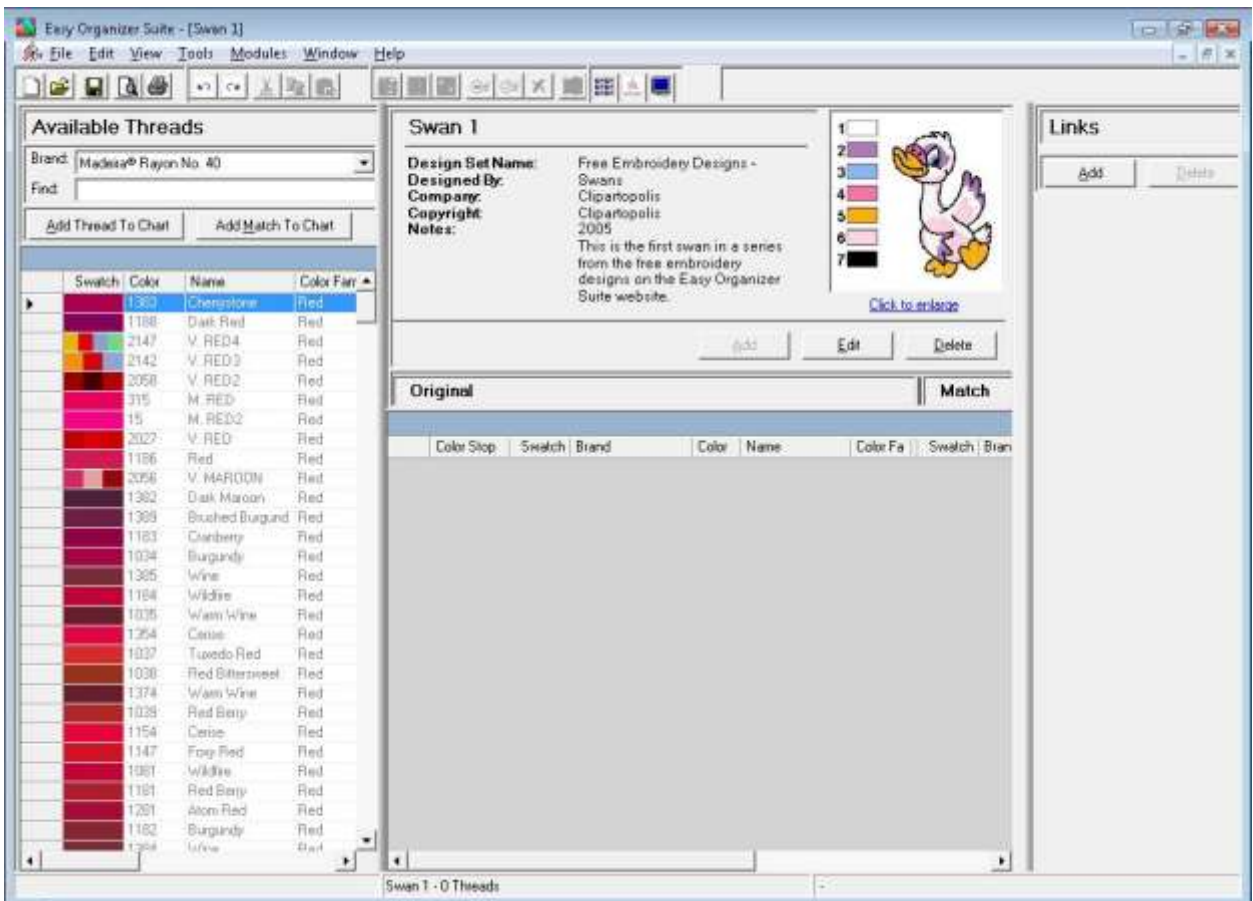 Easy Organizer Suite - [Swan 1]
File Edit View Tools Modules Window Help
Available Threads
Brand: Madeira® Rayon No. 40
Find:
Add Thread To Chart Add Match To Chart
Swatch Color Name Color Fam
1383 Cherrystone Red
1188 Dark Red Red
2147 V. RED4 Red
2142 V. RED3 Red
2058 V. RED2 Red
315 M. RED Red
15 M. RED2 Red
2027 V. RED Red
1186 Red Red
2056 V. MAROON Red
1382 Dark Maroon Red
1389 Brushed Burgund Red
1183 Cranberry Red
1034 Burgundy Red
1385 Wine Red
1184 Wildfire Red
1035 Warm Wine Red
1354 Cerise Red
1037 Tuxedo Red Red
1038 Red Bittersweet Red
1374 Warm Wine Red
1039 Red Berry Red
1154 Cerise Red
1147 Foxy Red Red
1081 Wildfire Red
1181 Red Berry Red
1281 Atom Red Red
1182 Burgundy Red
1384 Wine Red
Swan 1
Design Set Name: Free Embroidery Designs -
Designed By: Swans
Company: Clipartopolis
Copyright: Clipartopolis
Notes: 2005
This is the first swan in a series
from the free embroidery
designs on the Easy Organizer
Suite website.
1
2
3
4
5
6
7
Click to enlarge
Add Edit Delete
Original Match
Color Stop Swatch Brand Color Name Color Fa Swatch Bran
Links
Add Delete
Swan 1 - 0 Threads -